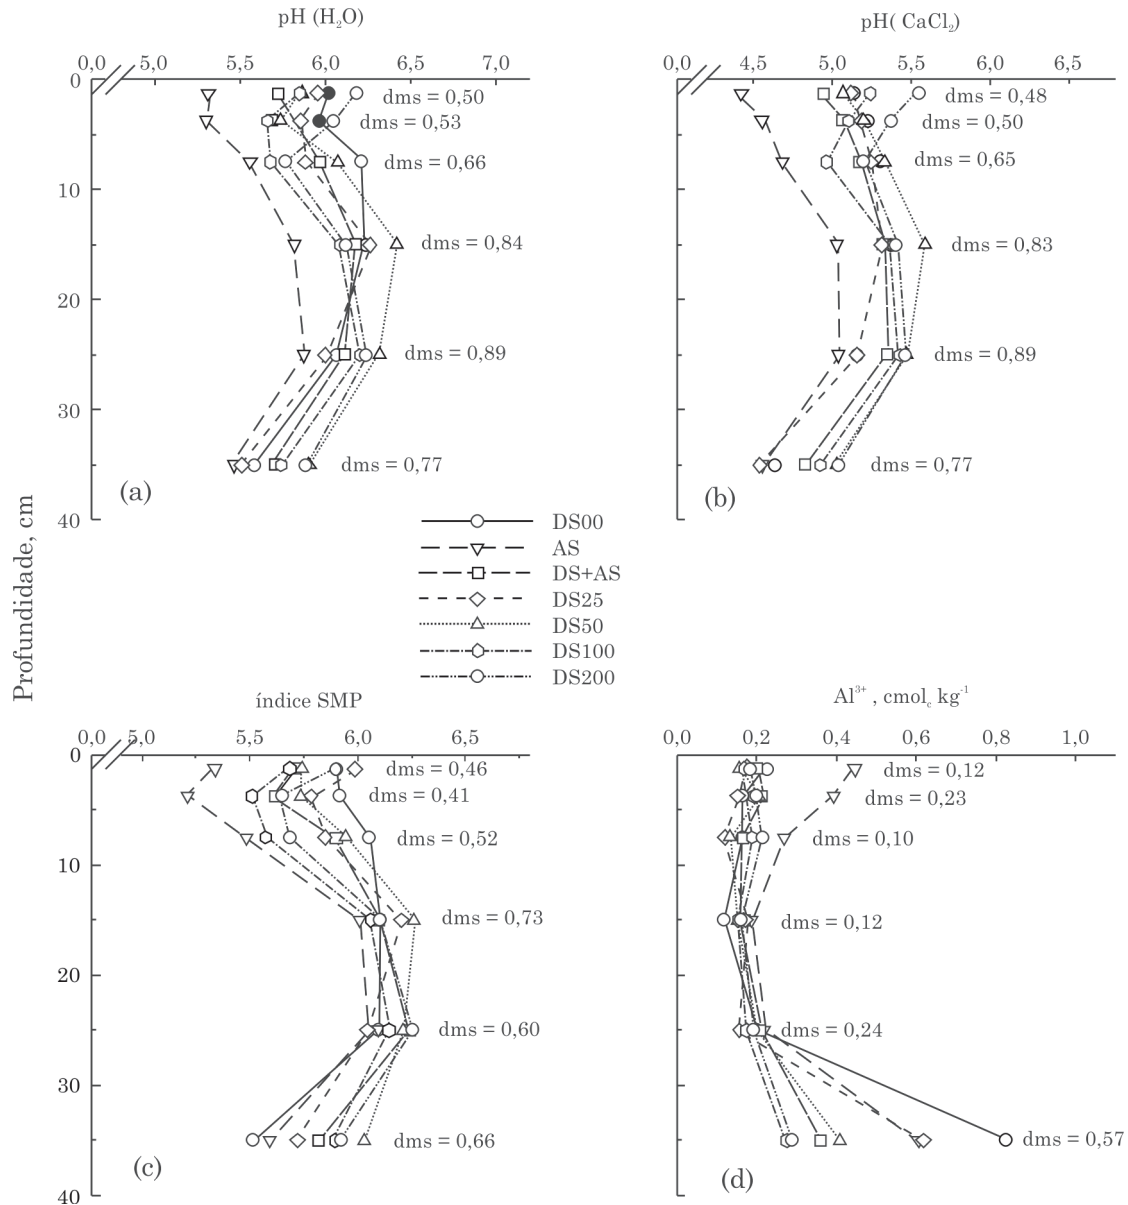 pH (H2O)
0,0 5,0 5,5 6,0 6,5 7,0
0
10
20
30
40
dms = 0,50
dms = 0,53
dms = 0,66
dms = 0,84
dms = 0,89
dms = 0,77
(a)
pH( CaCl2)
0,0 4,5 5,0 5,5 6,0 6,5
dms = 0,48
dms = 0,50
dms = 0,65
dms = 0,83
dms = 0,89
dms = 0,77
(b)
Profundidade, cm
DS00
AS
DS+AS
DS25
DS50
DS100
DS200
índice SMP
0,0 5,0 5,5 6,0 6,5
0
10
20
30
40
dms = 0,46
dms = 0,41
dms = 0,52
dms = 0,73
dms = 0,60
dms = 0,66
(c)
Al3+ , cmolc kg-1
0,0 0,2 0,4 0,6 0,8 1,0
dms = 0,12
dms = 0,23
dms = 0,10
dms = 0,12
dms = 0,24
dms = 0,57
(d)